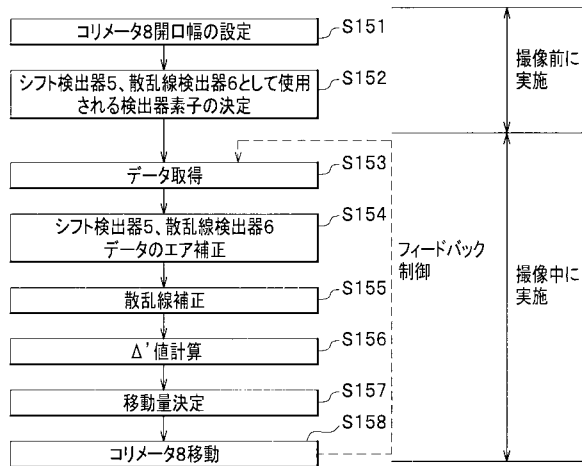 コリメータ8開口幅の設定
S151
シフト検出器5、散乱線検出器6として使用
される検出器素子の決定
S152
撮像前に
実施
データ取得
S153
シフト検出器5、散乱線検出器6
データのエア補正
S154
散乱線補正
S155
Δ'値計算
S156
移動量決定
S157
コリメータ8移動
S158
フィードバック
制御
撮像中に
実施